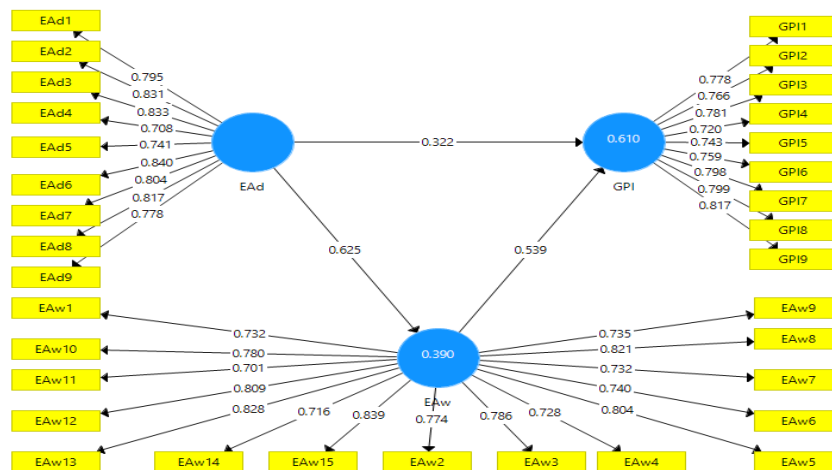 EAd1
EAd2
EAd3
EAd4
EAd5
EAd6
EAd7
EAd8
EAd9
0.795
0.831
0.833
0.708
0.741
0.840
0.804
0.817
0.778
EAd
0.322
0.625
0.539
0.610
GPI
0.778
0.766
0.781
0.720
0.743
0.759
0.798
0.799
0.817
GPI1
GPI2
GPI3
GPI4
GPI5
GPI6
GPI7
GPI8
GPI9
EAw1
EAw10
EAw11
EAw12
EAw13
0.732
0.780
0.701
0.809
0.828
0.390
EAw
0.716
0.839
0.774
0.786
0.728
EAw14
EAw15
EAw2
EAw3
EAw4
0.735
0.821
0.732
0.740
0.804
EAw9
EAw8
EAw7
EAw6
EAw5